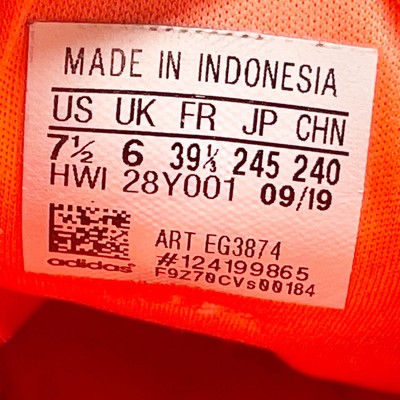 MADE IN INDONESIA
US UK FR JP CHN
7½ 6 39⅓ 245 240
HWI 28Y001 09/19
ART EG3874
#124199865
adidas F9Z70CVs00184